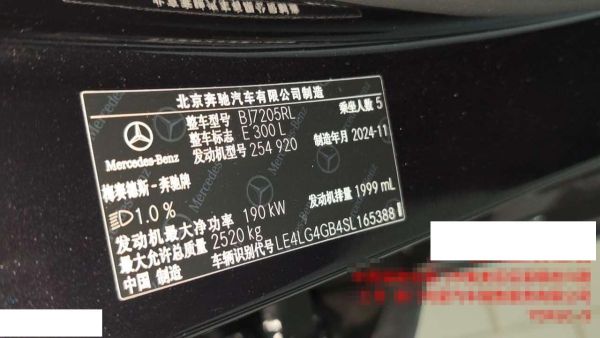 北京奔驰汽车有限公司制造
整车型号 BJ7205RL 乘坐人数 5
整车标志 E 300 L
发动机型号 254 920 制造年月 2024-11
Mercedes-Benz
梅赛德斯-奔驰牌
1.0 % 发动机排量 1999 mL
发动机最大净功率 190 kW
最大允许总质量 2520 kg
中国 制造 车辆识别代号 LE4LG4GB4SL165388